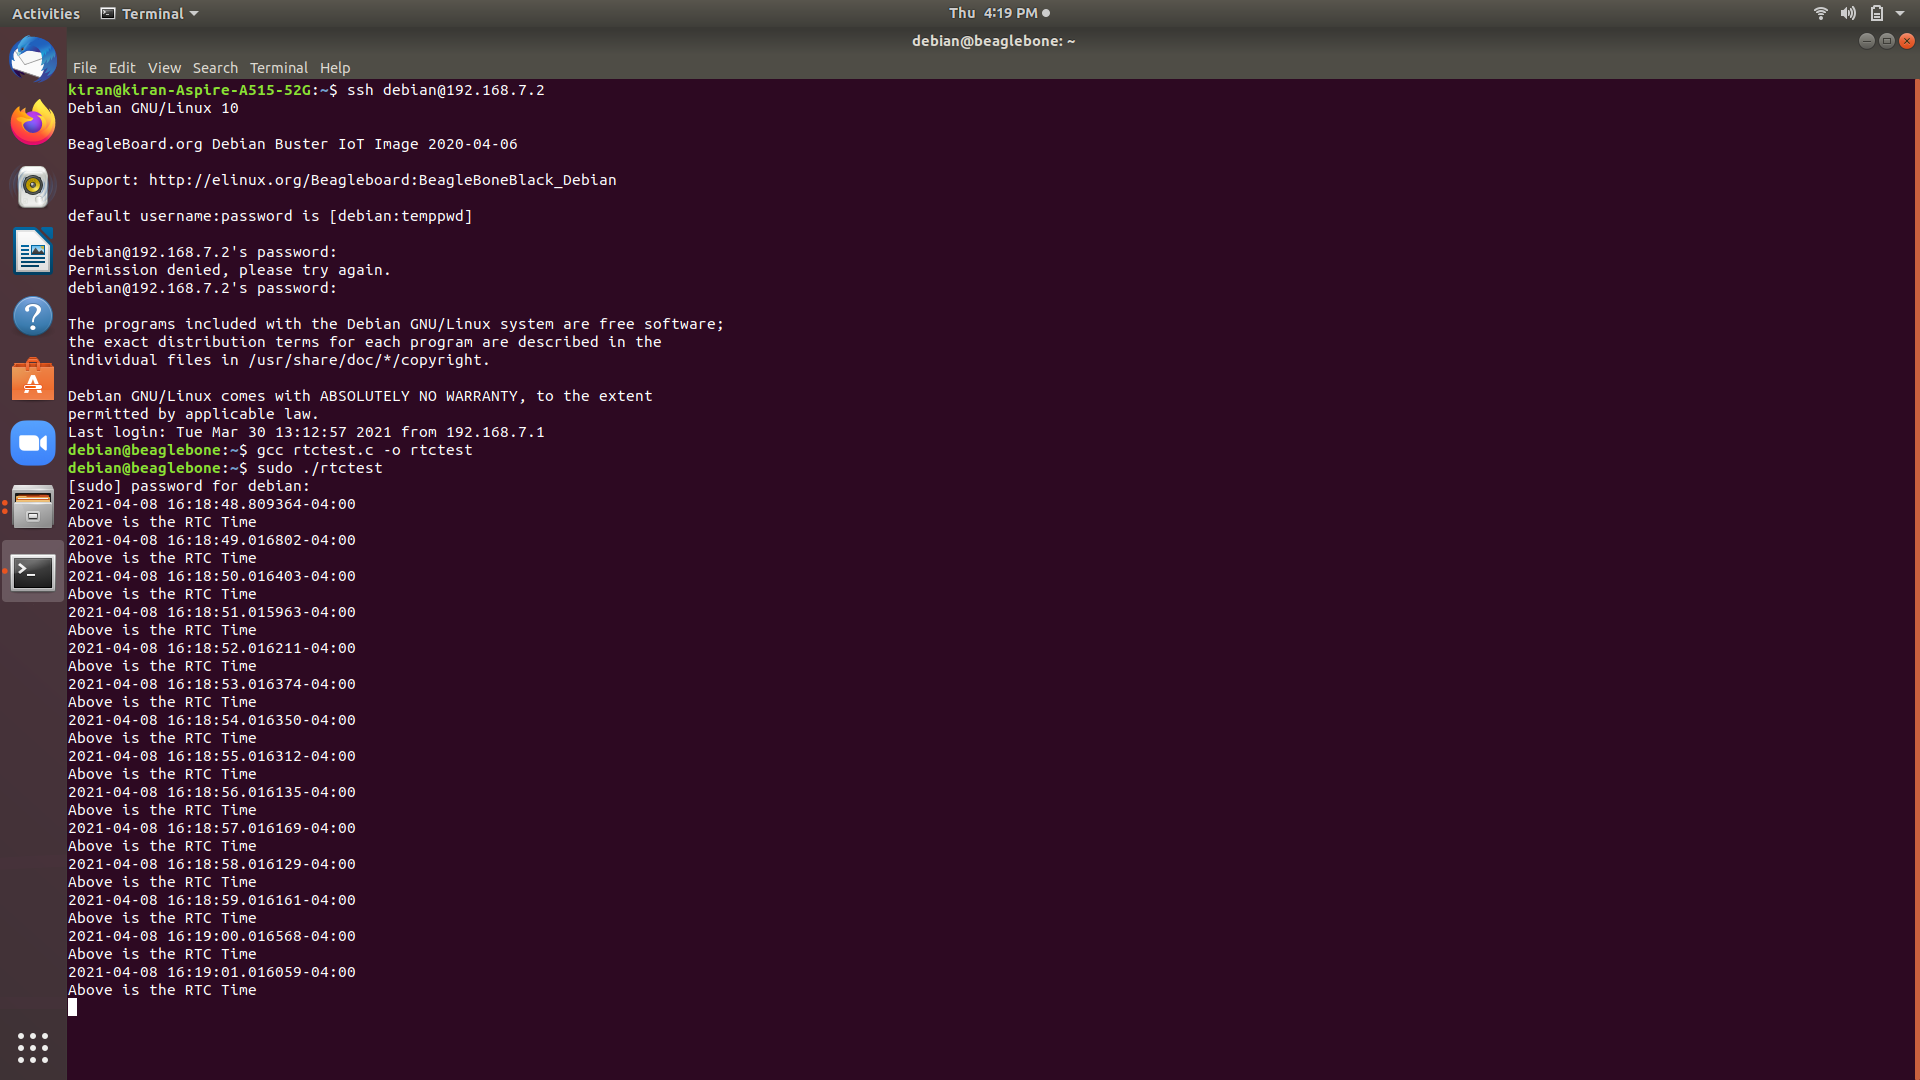 Activities Terminal Thu 4:19 PM
debian@beaglebone: ~
File Edit View Search Terminal Help
kiran@kiran-Aspire-A515-52G:~$ ssh debian@192.168.7.2
Debian GNU/Linux 10
BeagleBoard.org Debian Buster IoT Image 2020-04-06
Support: http://elinux.org/Beagleboard:BeagleBoneBlack_Debian
default username:password is [debian:temppwd]
debian@192.168.7.2's password:
Permission denied, please try again.
debian@192.168.7.2's password:
The programs included with the Debian GNU/Linux system are free software;
the exact distribution terms for each program are described in the
individual files in /usr/share/doc/*/copyright.
Debian GNU/Linux comes with ABSOLUTELY NO WARRANTY, to the extent
permitted by applicable law.
Last login: Tue Mar 30 13:12:57 2021 from 192.168.7.1
debian@beaglebone:~$ gcc rtctest.c -o rtctest
debian@beaglebone:~$ sudo ./rtctest
[sudo] password for debian:
2021-04-08 16:18:48.809364-04:00
Above is the RTC Time
2021-04-08 16:18:49.016802-04:00
Above is the RTC Time
2021-04-08 16:18:50.016403-04:00
Above is the RTC Time
2021-04-08 16:18:51.015963-04:00
Above is the RTC Time
2021-04-08 16:18:52.016211-04:00
Above is the RTC Time
2021-04-08 16:18:53.016374-04:00
Above is the RTC Time
2021-04-08 16:18:54.016350-04:00
Above is the RTC Time
2021-04-08 16:18:55.016312-04:00
Above is the RTC Time
2021-04-08 16:18:56.016135-04:00
Above is the RTC Time
2021-04-08 16:18:57.016169-04:00
Above is the RTC Time
2021-04-08 16:18:58.016129-04:00
Above is the RTC Time
2021-04-08 16:18:59.016161-04:00
Above is the RTC Time
2021-04-08 16:19:00.016568-04:00
Above is the RTC Time
2021-04-08 16:19:01.016059-04:00
Above is the RTC Time